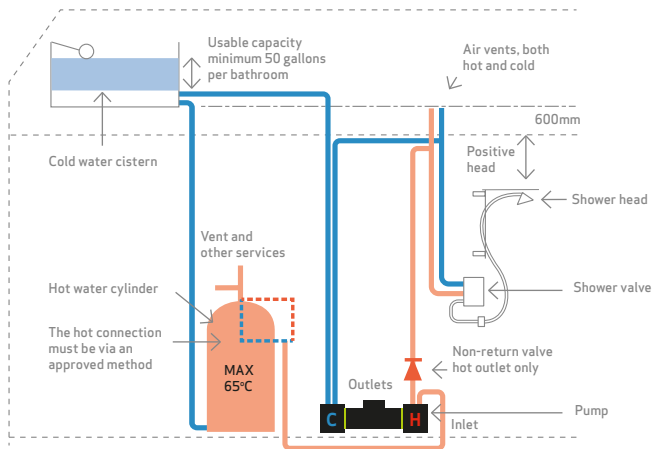 Usable capacity
minimum 50 gallons
per bathroom
Air vents, both
hot and cold
600mm
Cold water cistern
Positive
head
Shower head
Vent and
other services
Hot water cylinder
Shower valve
The hot connection
must be via an
approved method
MAX
65ºC
Non-return valve
hot outlet only
Outlets
C
H
Pump
Inlet